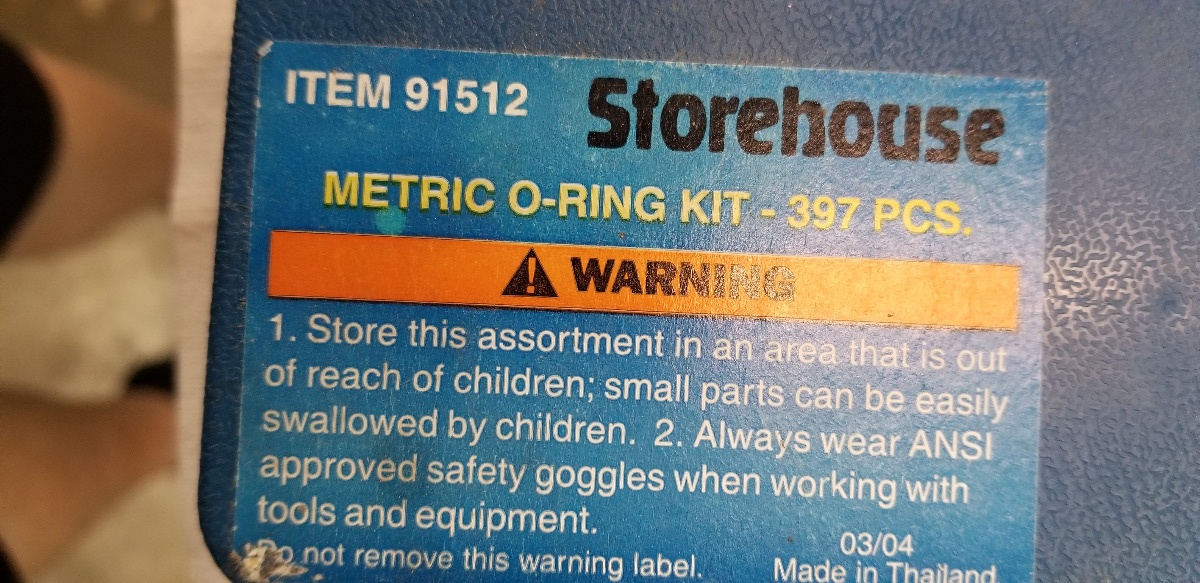 ITEM 91512
Storehouse
METRIC O-RING KIT - 397 PCS.
WARNING
1. Store this assortment in an area that is out
of reach of children; small parts can be easily
swallowed by children. 2. Always wear ANSI
approved safety goggles when working with
tools and equipment.
Do not remove this warning label.
03/04
Made in Thailand